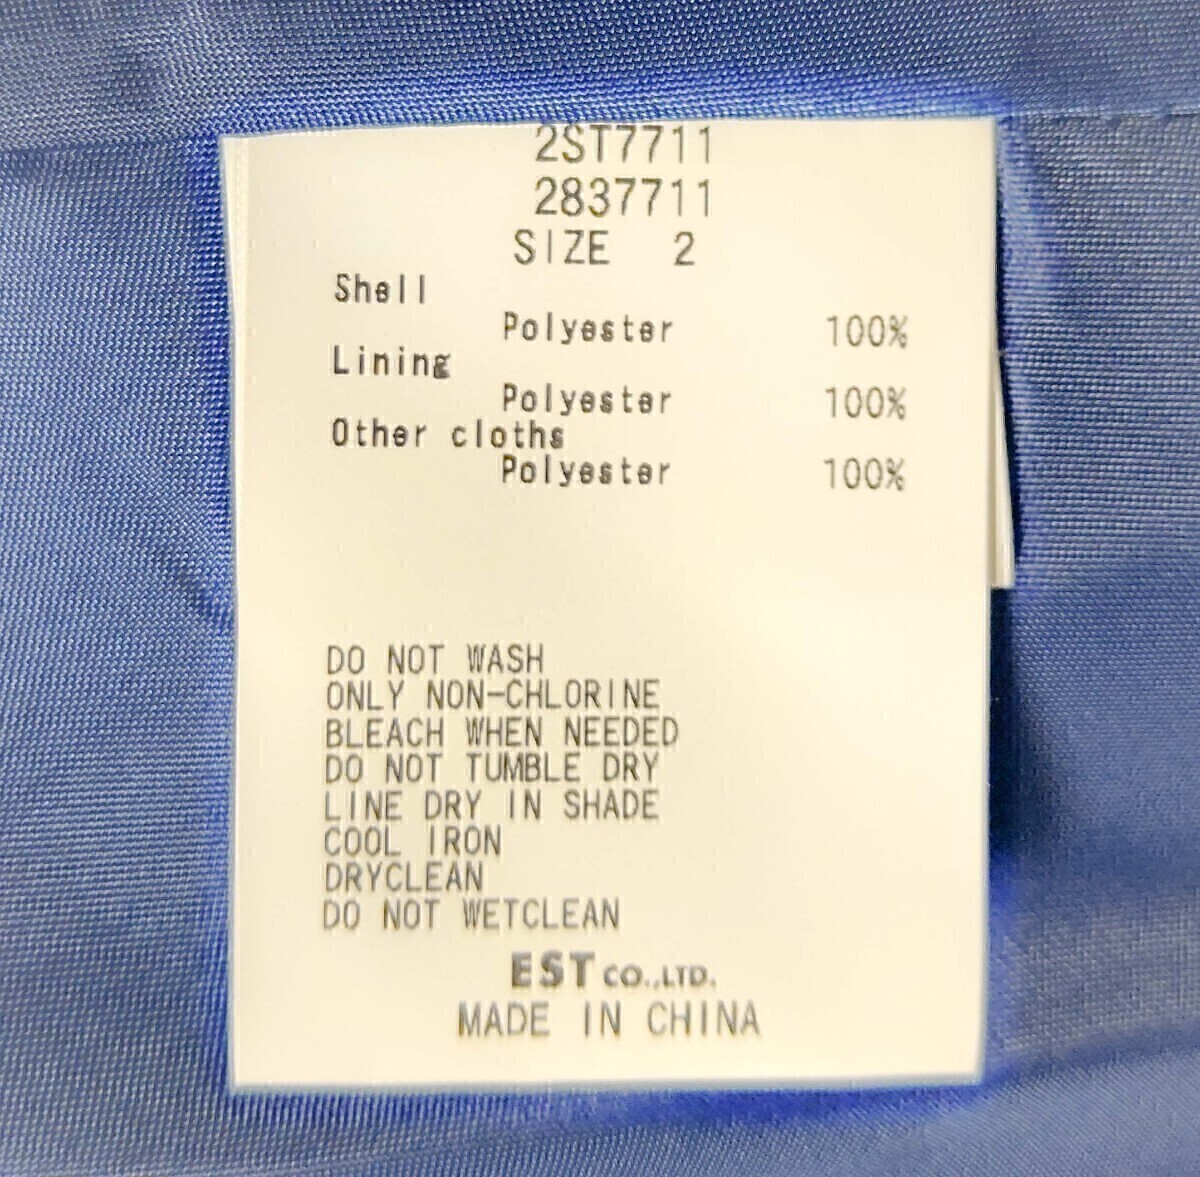 2ST7711
2837711
SIZE 2
Shell
Polyester 100%
Lining
Polyester 100%
Other cloths
Polyester 100%
DO NOT WASH
ONLY NON-CHLORINE
BLEACH WHEN NEEDED
DO NOT TUMBLE DRY
LINE DRY IN SHADE
COOL IRON
DRYCLEAN
DO NOT WETCLEAN
EST CO.,LTD.
MADE IN CHINA